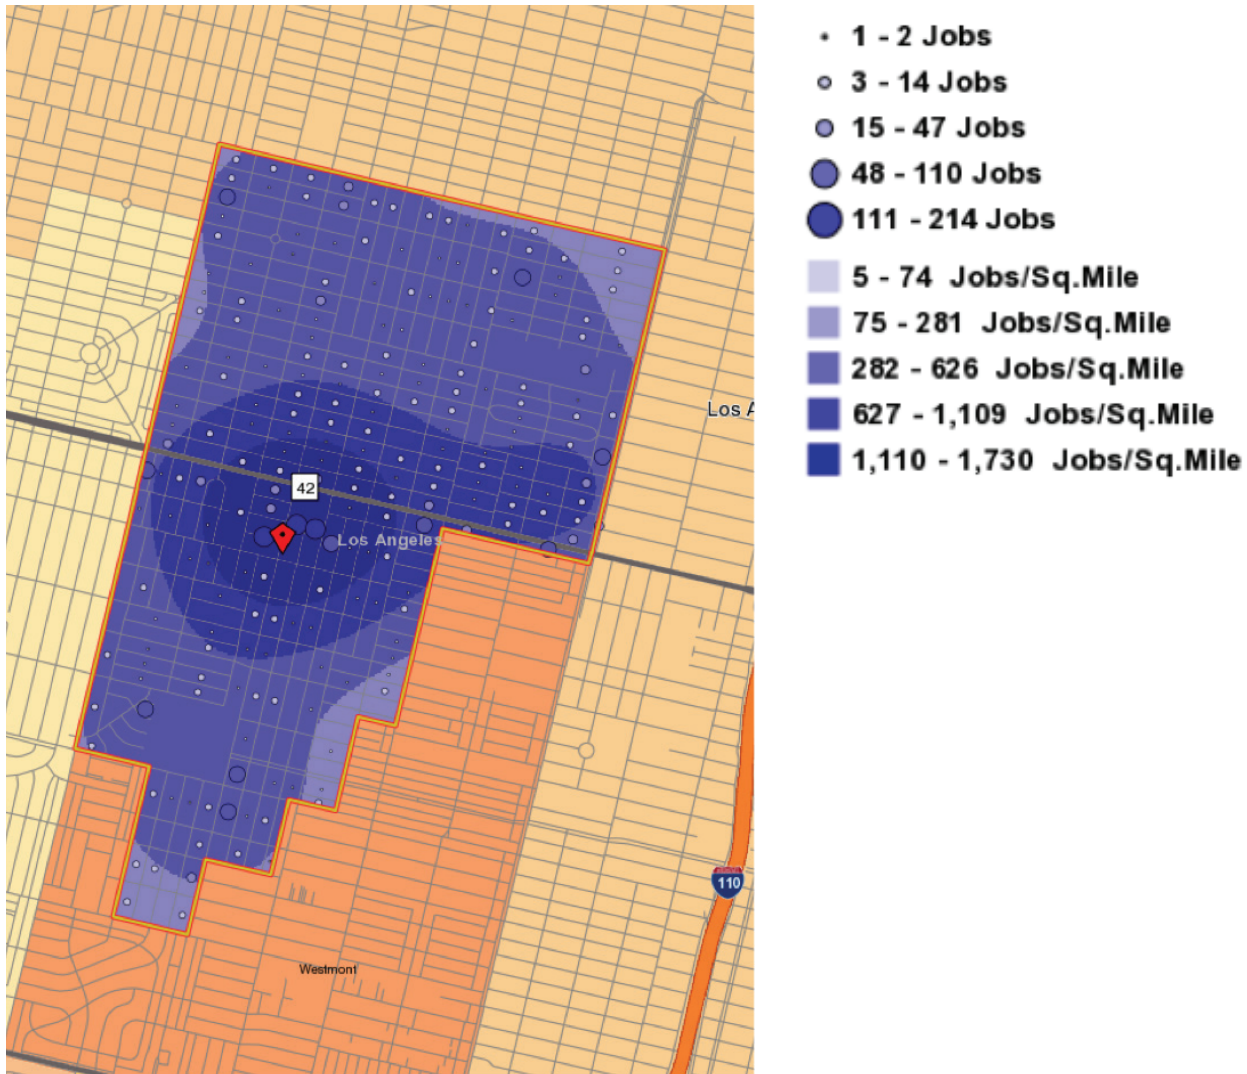 1 - 2 Jobs
3 - 14 Jobs
15 - 47 Jobs
48 - 110 Jobs
111 - 214 Jobs
5 - 74 Jobs/Sq.Mile
75 - 281 Jobs/Sq.Mile
282 - 626 Jobs/Sq.Mile
627 - 1,109 Jobs/Sq.Mile
1,110 - 1,730 Jobs/Sq.Mile
Los A
42
Los Angeles
110
Westmont